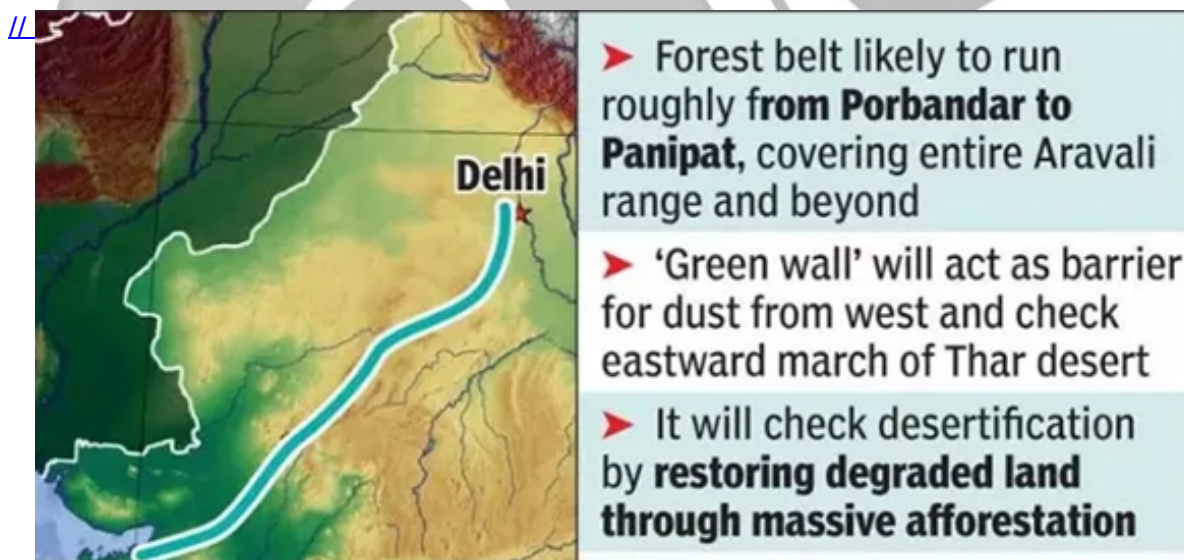 //
Delhi
➤ Forest belt likely to run
roughly from Porbandar to
Panipat, covering entire Aravali
range and beyond
➤ ‘Green wall’ will act as barrier
for dust from west and check
eastward march of Thar desert
➤ It will check desertification
by restoring degraded land
through massive afforestation